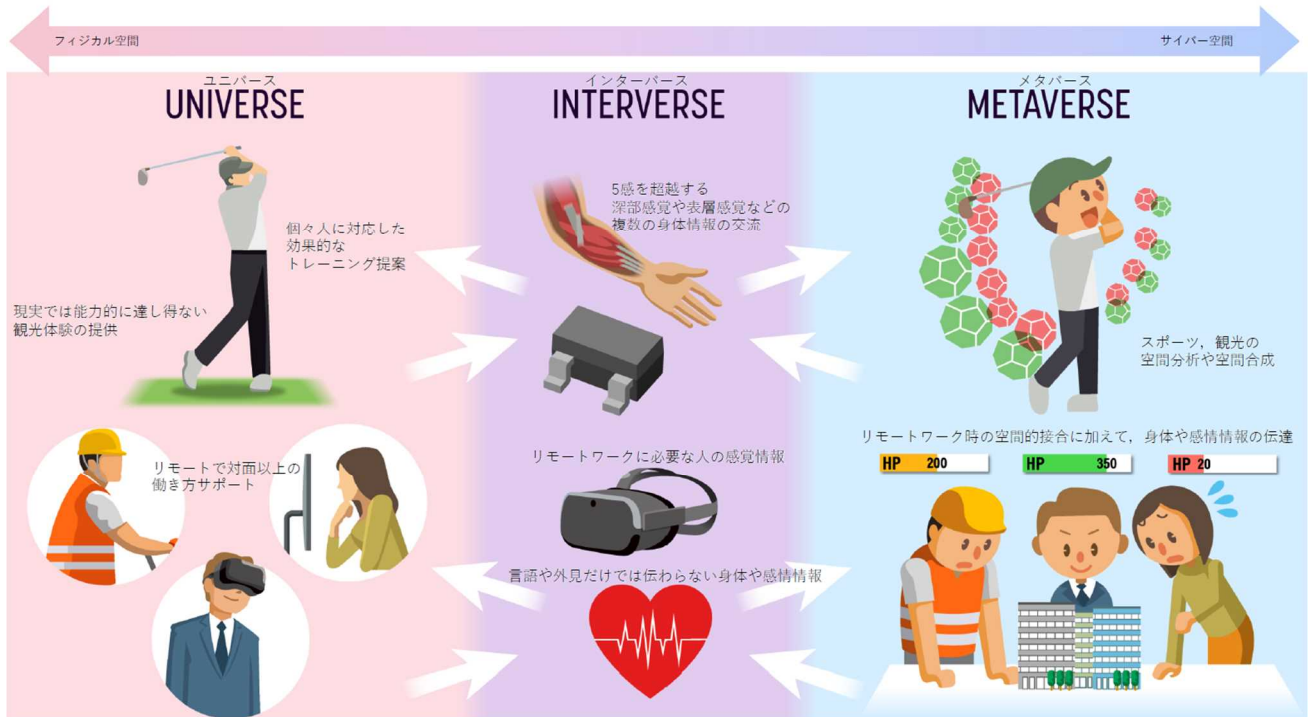 フィジカル空間
サイバー空間
ユニバース
UNIVERSE
個々人に対応した
効果的な
トレーニング提案
現実では能力的に達し得ない
観光体験の提供
リモートで対面以上の
働き方サポート
インターバース
INTERVERSE
5感を超越する
深部感覚や表層感覚などの
複数の身体情報の交流
リモートワークに必要な人の感覚情報
言語や外見だけでは伝わらない身体や感情情報
メタバース
METAVERSE
スポーツ，観光の
空間分析や空間合成
リモートワーク時の空間的接合に加えて，身体や感情情報の伝達
HP 200
HP 350
HP 20